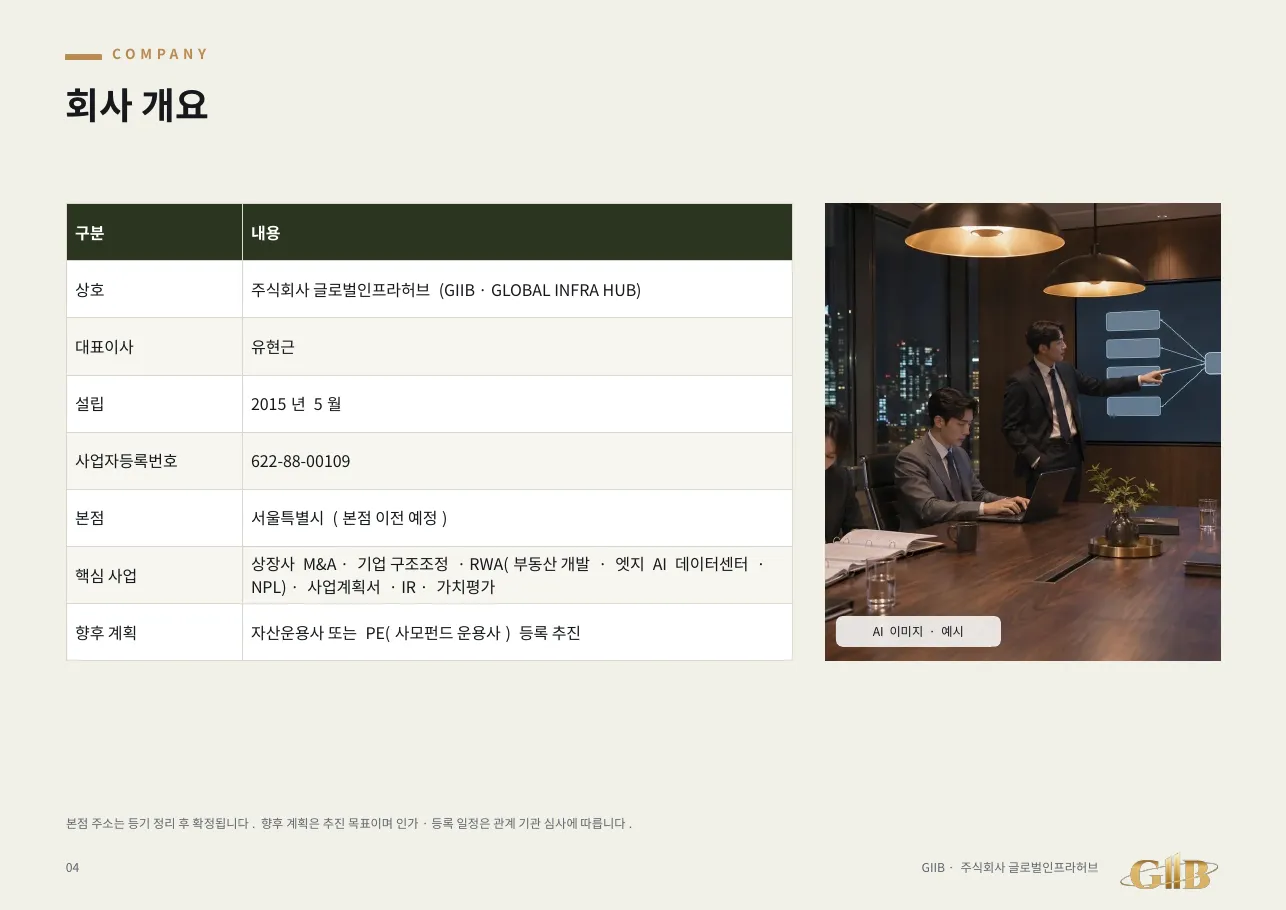 COMPANY
회사 개요
구분 내용
상호 주식회사 글로벌인프라허브 (GIIB · GLOBAL INFRA HUB)
대표이사 유현근
설립 2015 년 5 월
사업자등록번호 622-88-00109
본점 서울특별시 ( 본점 이전 예정 )
핵심 사업 상장사 M&A · 기업 구조조정 · RWA( 부동산 개발 · 엣지 AI 데이터센터 ·
NPL) · 사업계획서 · IR · 가치평가
향후 계획 자산운용사 또는 PE( 사모펀드 운용사 ) 등록 추진
AI 이미지 · 예시
본점 주소는 등기 정리 후 확정됩니다 . 향후 계획은 추진 목표이며 인가 · 등록 일정은 관계 기관 심사에 따릅니다 .
04
GIIB · 주식회사 글로벌인프라허브
GIIB